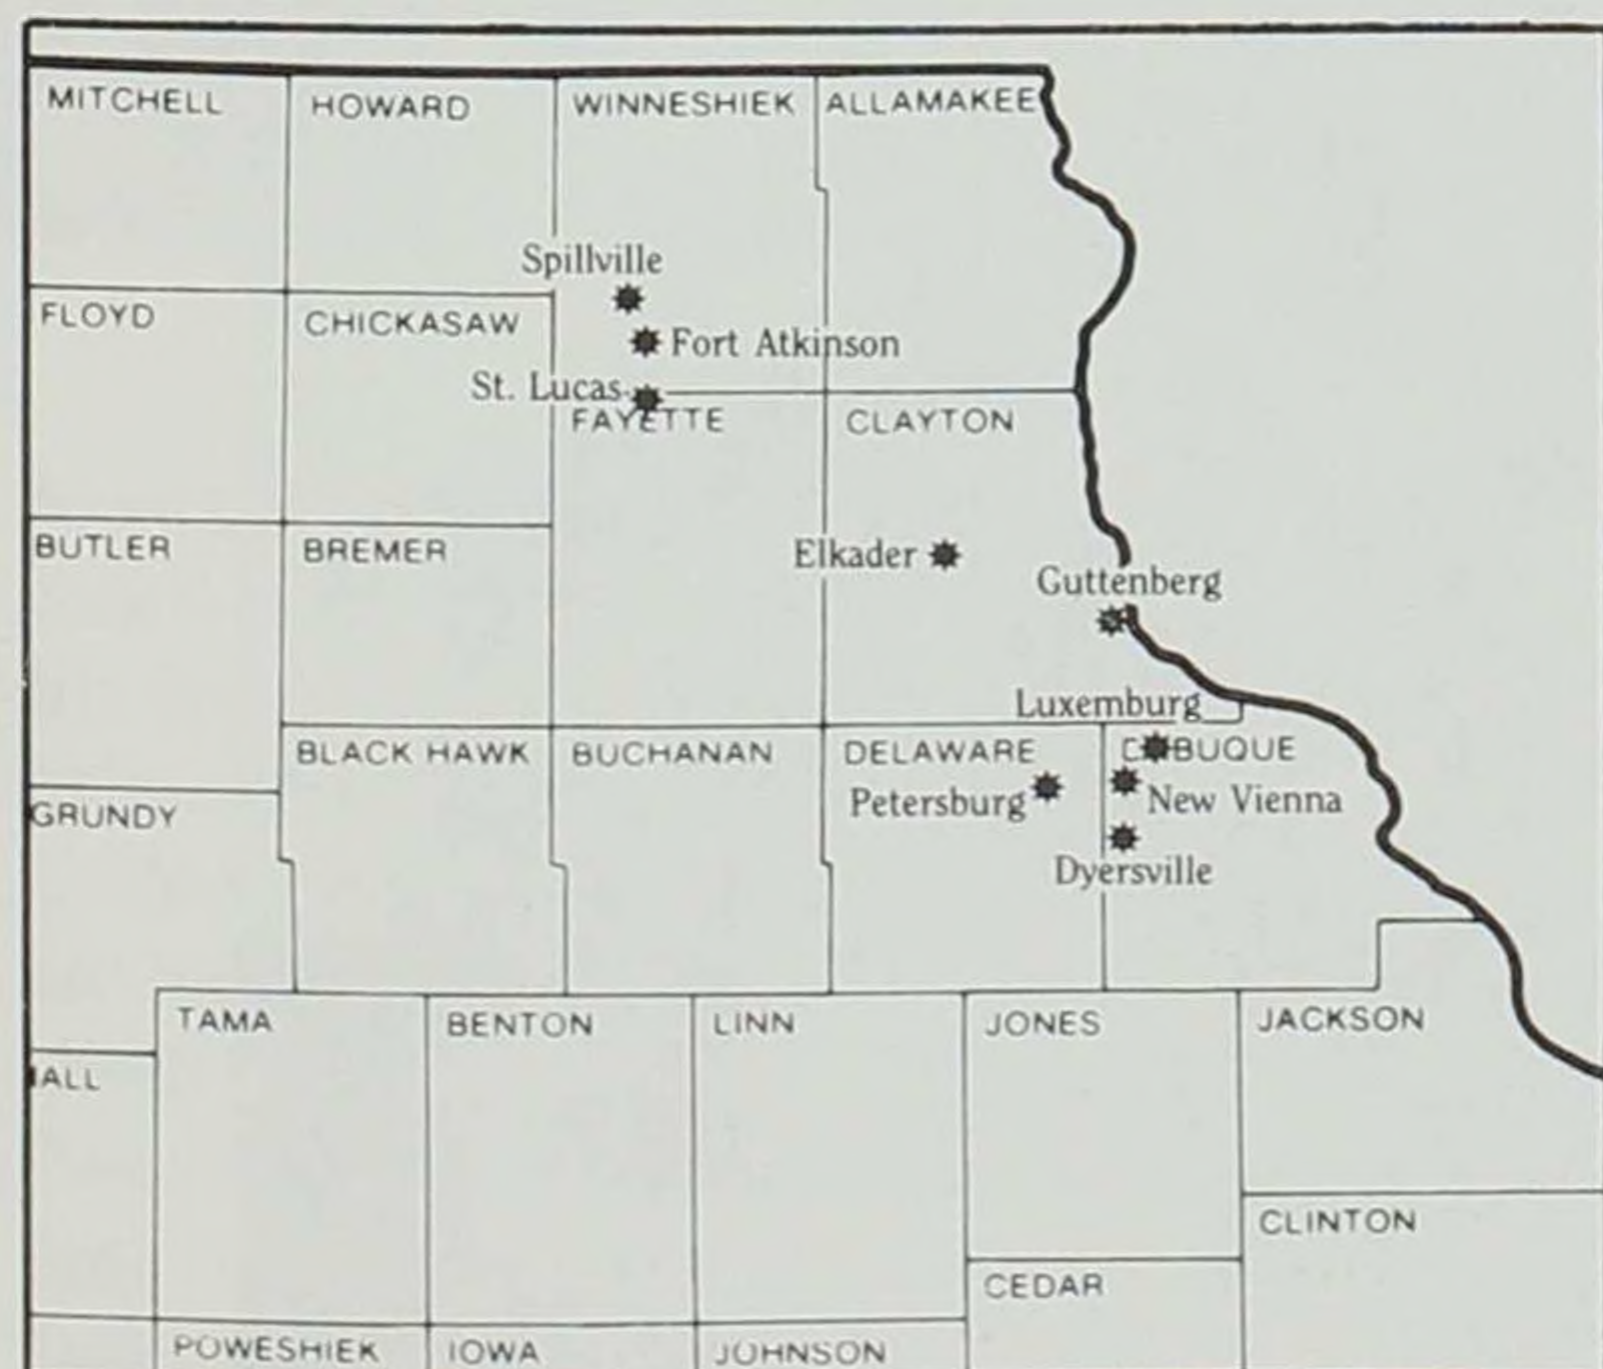 MITCHELL
HOWARD
WINNESHIEK
ALLAMAKEE
Spillville
FLOYD
CHICKASAW
Fort Atkinson
St. Lucas
FAYETTE
CLAYTON
BUTLER
BREMER
Elkader
Guttenberg
Luxemburg
BLACK HAWK
BUCHANAN
DELAWARE
D BUQUE
Petersburg
New Vienna
GRUNDY
Dyersville
TAMA
BENTON
LINN
JONES
JACKSON
ALL
CLINTON
CEDAR
POWESHIEK
IOWA
JOHNSON